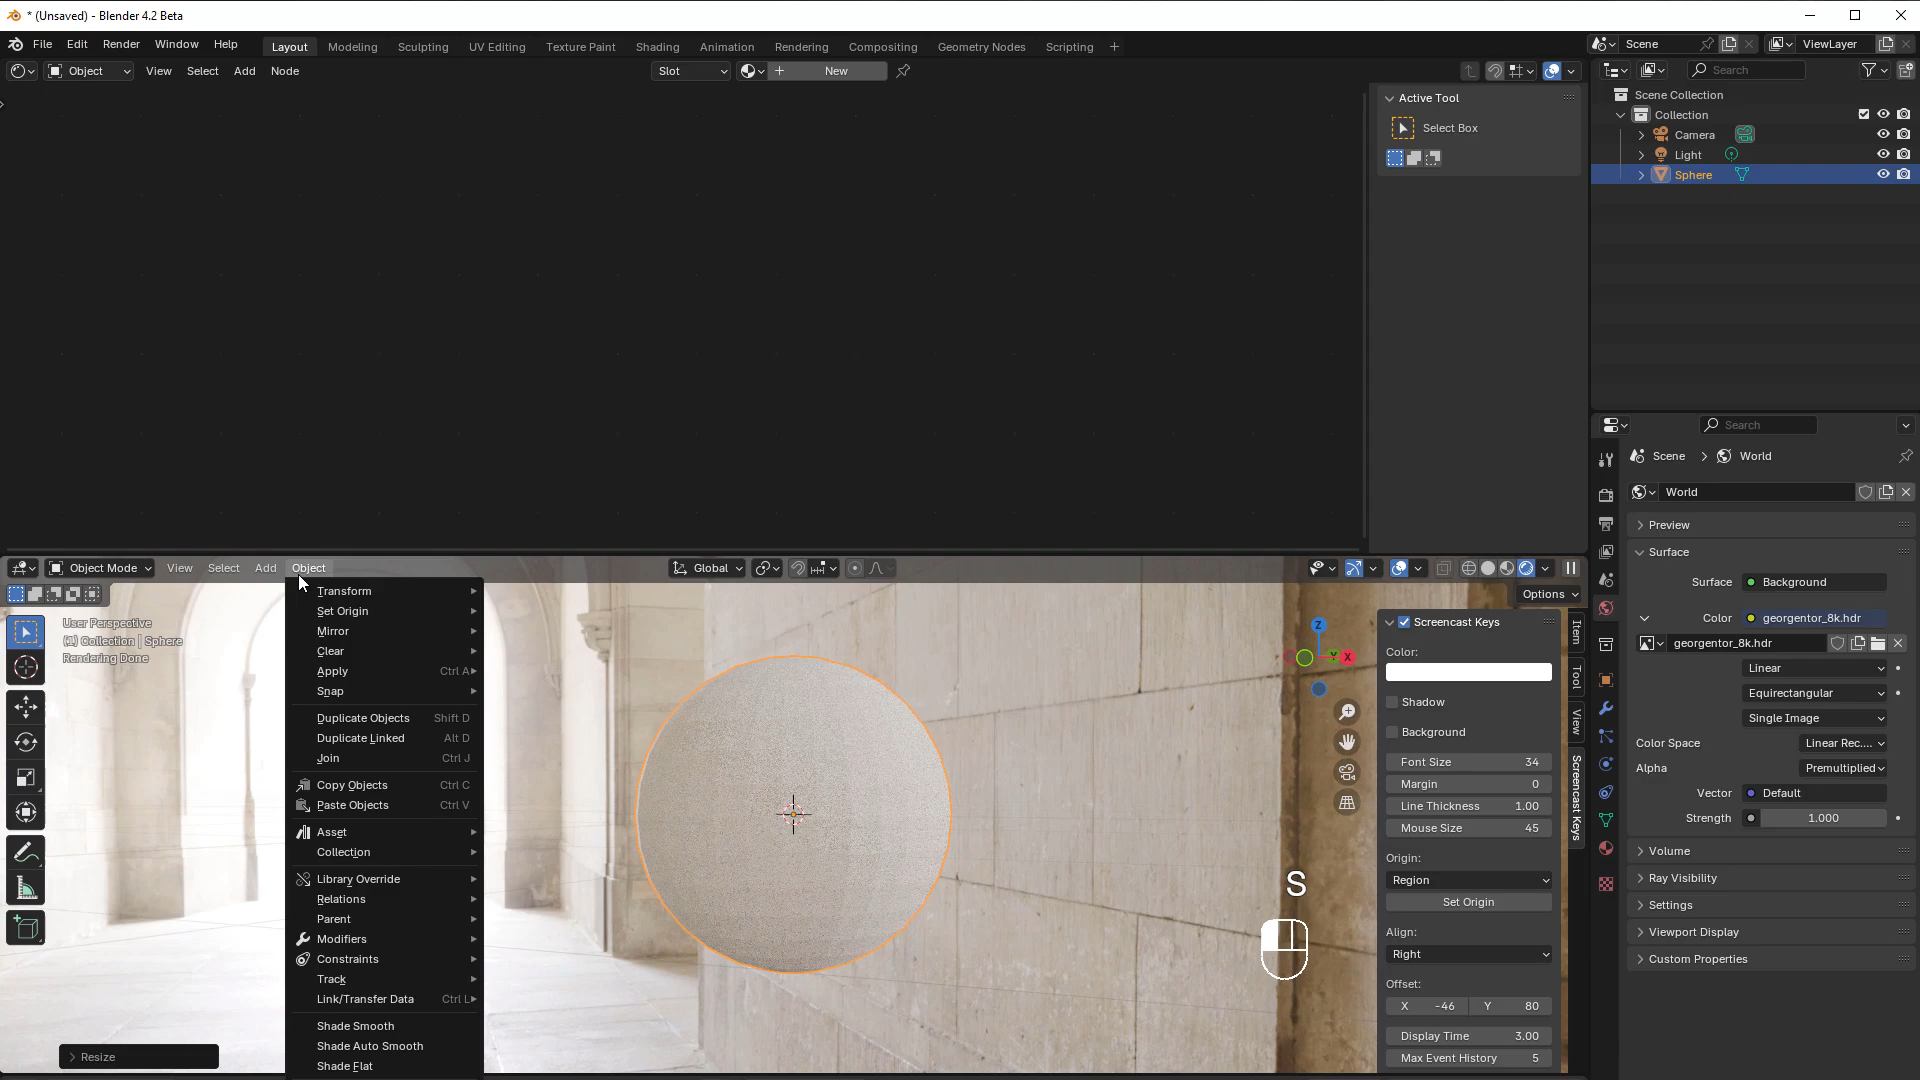 * (Unsaved) - Blender 4.2 Beta
File Edit Render Window Help Layout Modeling Sculpting UV Editing Texture Paint Shading Animation Rendering Compositing Geometry Nodes Scripting + Scene ViewLayer
Object View Select Add Node Slot New Search
Active Tool
Select Box
Scene Collection
Collection
Camera
Light
Sphere
Search
Scene World
World
Preview
Surface
Surface Background
Color georgentor_8k.hdr
georgentor_8k.hdr
Linear
Equirectangular
Single Image
Color Space Linear Rec....
Alpha Premultiplied
Vector Default
Strength 1.000
Volume
Ray Visibility
Settings
Viewport Display
Custom Properties
Object Mode View Select Add Object Global
Options
User Perspective
(1) Collection | Sphere
Rendering Done
Transform
Set Origin
Mirror
Clear
Apply Ctrl A
Snap
Duplicate Objects Shift D
Duplicate Linked Alt D
Join Ctrl J
Copy Objects Ctrl C
Paste Objects Ctrl V
Asset
Collection
Library Override
Relations
Parent
Modifiers
Constraints
Track
Link/Transfer Data Ctrl L
Shade Smooth
Shade Auto Smooth
Shade Flat
Resize
Z
Y
X
S
Screencast Keys
Color:
Shadow
Background
Font Size 34
Margin 0
Line Thickness 1.00
Mouse Size 45
Origin:
Region
Set Origin
Align:
Right
Offset:
X -46 Y 80
Display Time 3.00
Max Event History 5
Item
Tool
View
Screencast Keys